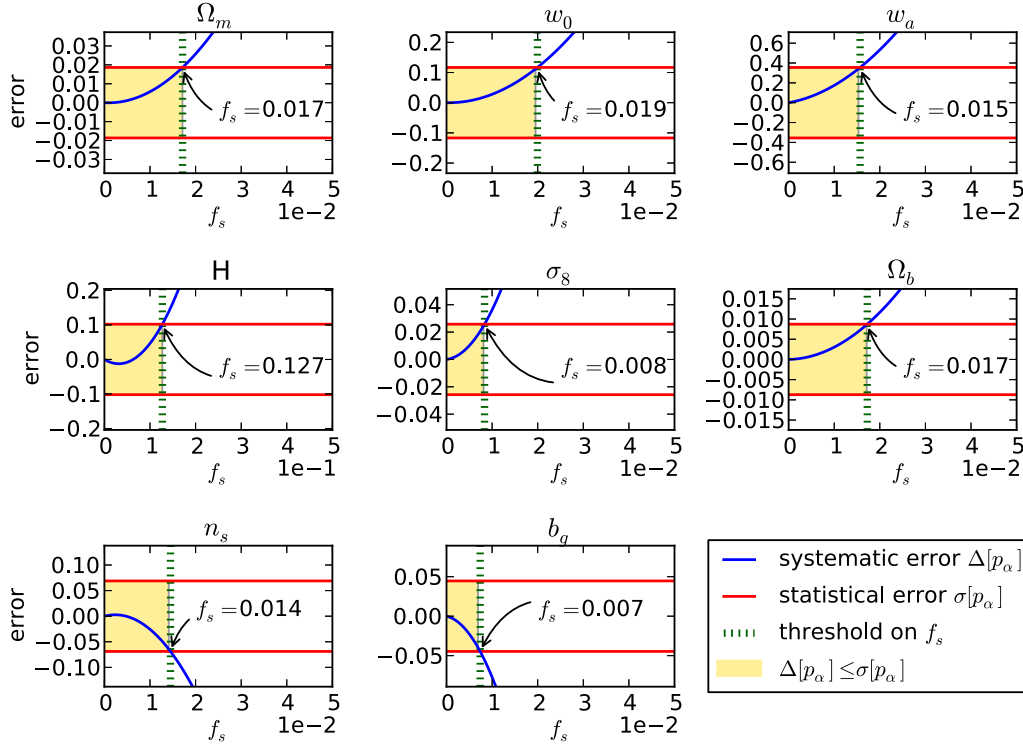 Ω_m
w_0
w_a
error
0.03
0.02
0.01
0.00
−0.01
−0.02
−0.03
f_s = 0.017
0 1 2 3 4 5
1e−2
f_s
0.2
0.1
0.0
−0.1
−0.2
f_s = 0.019
0 1 2 3 4 5
1e−2
f_s
0.6
0.4
0.2
0.0
−0.2
−0.4
−0.6
f_s = 0.015
0 1 2 3 4 5
1e−2
f_s
H
σ_8
Ω_b
error
0.2
0.1
0.0
−0.1
−0.2
f_s = 0.127
0 1 2 3 4 5
1e−1
f_s
0.04
0.02
0.00
−0.02
−0.04
f_s = 0.008
0 1 2 3 4 5
1e−2
f_s
0.015
0.010
0.005
0.000
−0.005
−0.010
−0.015
f_s = 0.017
0 1 2 3 4 5
1e−2
f_s
n_s
b_g
error
0.10
0.05
0.00
−0.05
−0.10
f_s = 0.014
0 1 2 3 4 5
1e−2
f_s
0.05
0.00
−0.05
f_s = 0.007
0 1 2 3 4 5
1e−2
f_s
systematic error Δ[p_α]
statistical error σ[p_α]
threshold on f_s
Δ[p_α] ≤ σ[p_α]